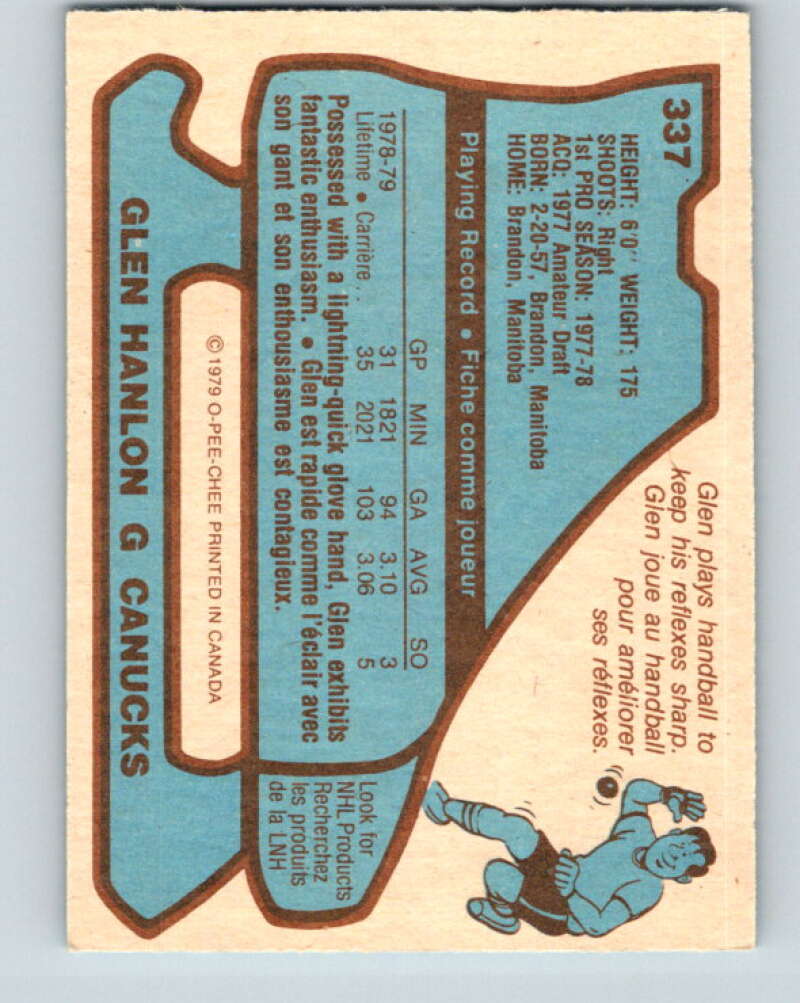 337
HEIGHT: 6'0" WEIGHT: 175
SHOOTS: Right
1st PRO SEASON: 1977-78
ACQ: 1977 Amateur Draft
BORN: 2-20-57, Brandon, Manitoba
HOME: Brandon, Manitoba
Glen plays handball to
keep his reflexes sharp.
Glen joue au handball
pour améliorer
ses réflexes.
Playing Record • Fiche comme joueur
GP MIN GA AVG SO
1978-79 31 1821 94 3.10 3
Lifetime • Carrière . . 35 2021 103 3.06 5
Possessed with a lightning-quick glove hand, Glen exhibits
fantastic enthusiasm. • Glen est rapide comme l'éclair avec
son gant et son enthousiasme est contagieux.
Look for
NHL Products
Recherchez
les produits
de la LNH
© 1979 O-PEE-CHEE PRINTED IN CANADA
GLEN HANLON G CANUCKS